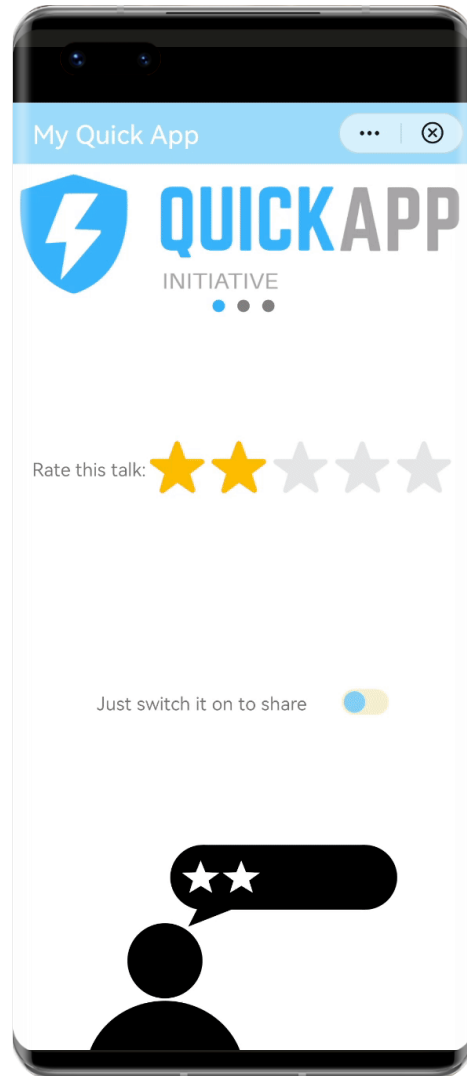 My Quick App
QUICKAPP
INITIATIVE
Rate this talk:
Just switch it on to share